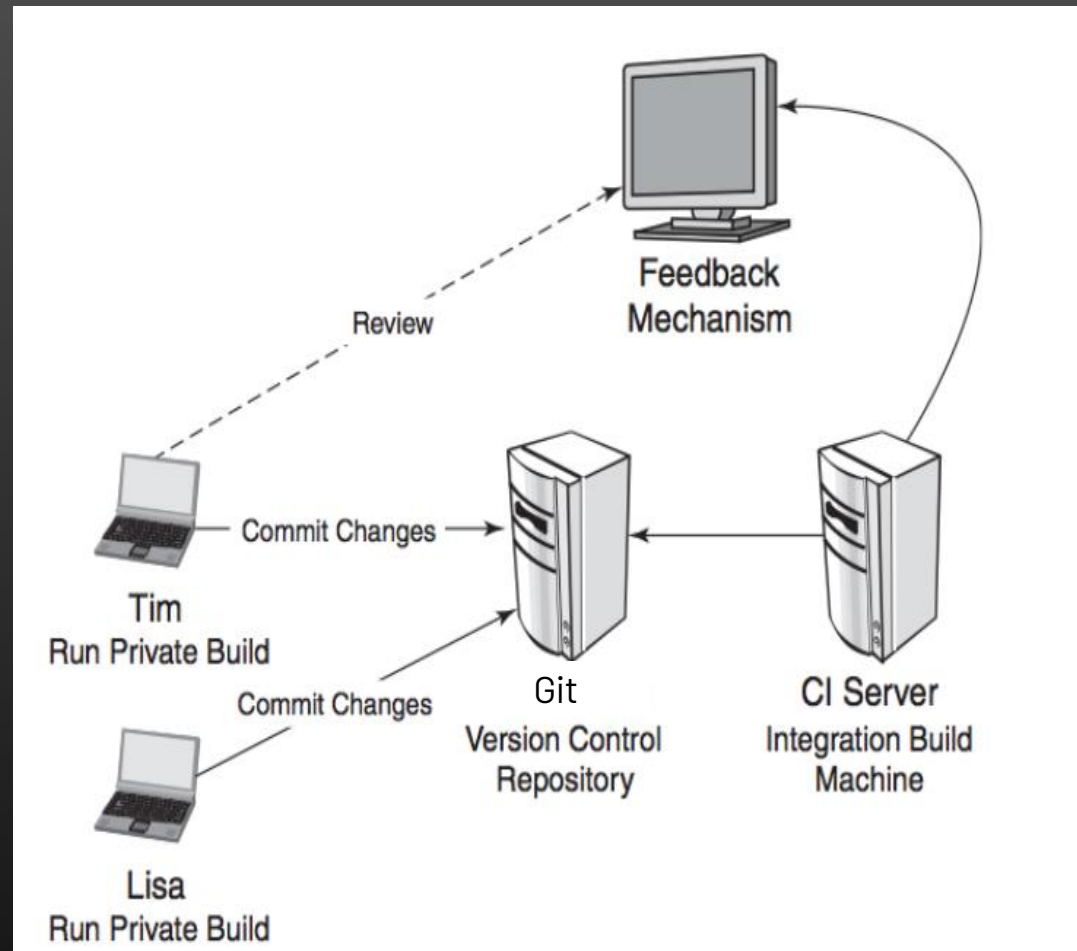 Feedback
Mechanism
Review
Commit Changes
Tim
Run Private Build
Commit Changes
Git
Version Control
Repository
CI Server
Integration Build
Machine
Lisa
Run Private Build